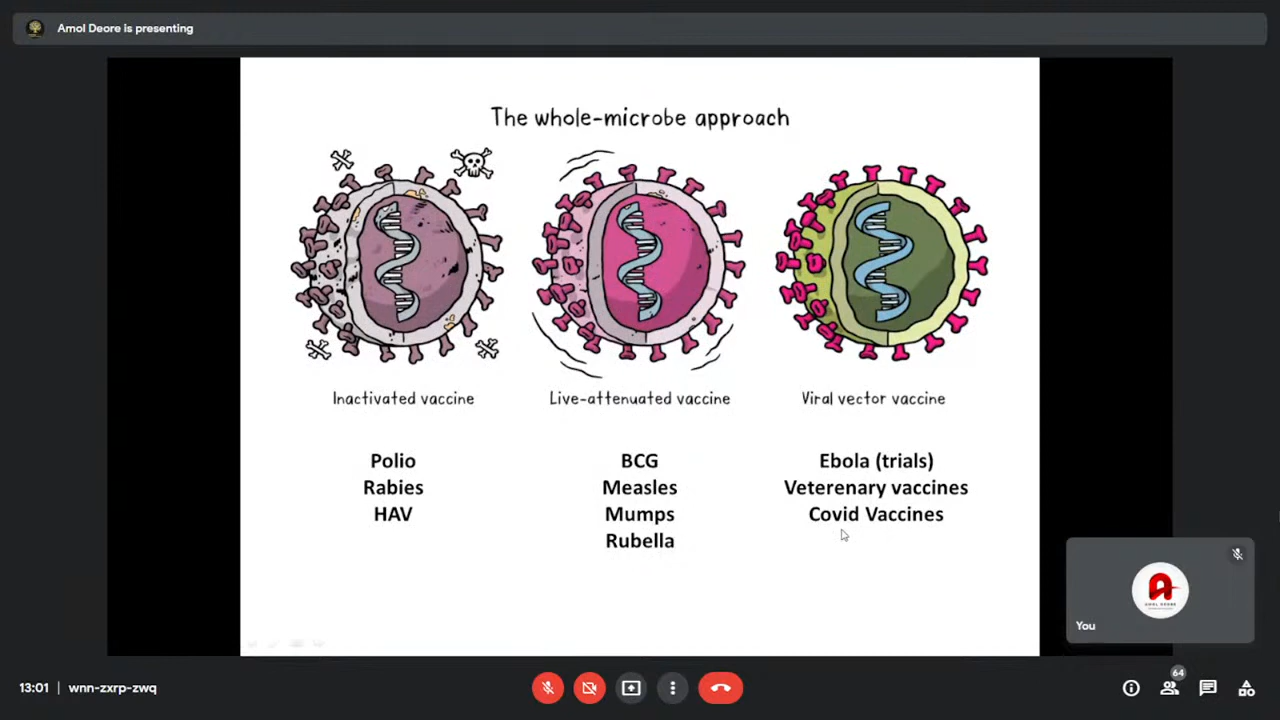 Amol Deore is presenting
The whole-microbe approach
Inactivated vaccine
Live-attenuated vaccine
Viral vector vaccine
Polio
Rabies
HAV
BCG
Measles
Mumps
Rubella
Ebola (trials)
Veterenary vaccines
Covid Vaccines
You
13:01 | wnn-zxrp-zwq
64